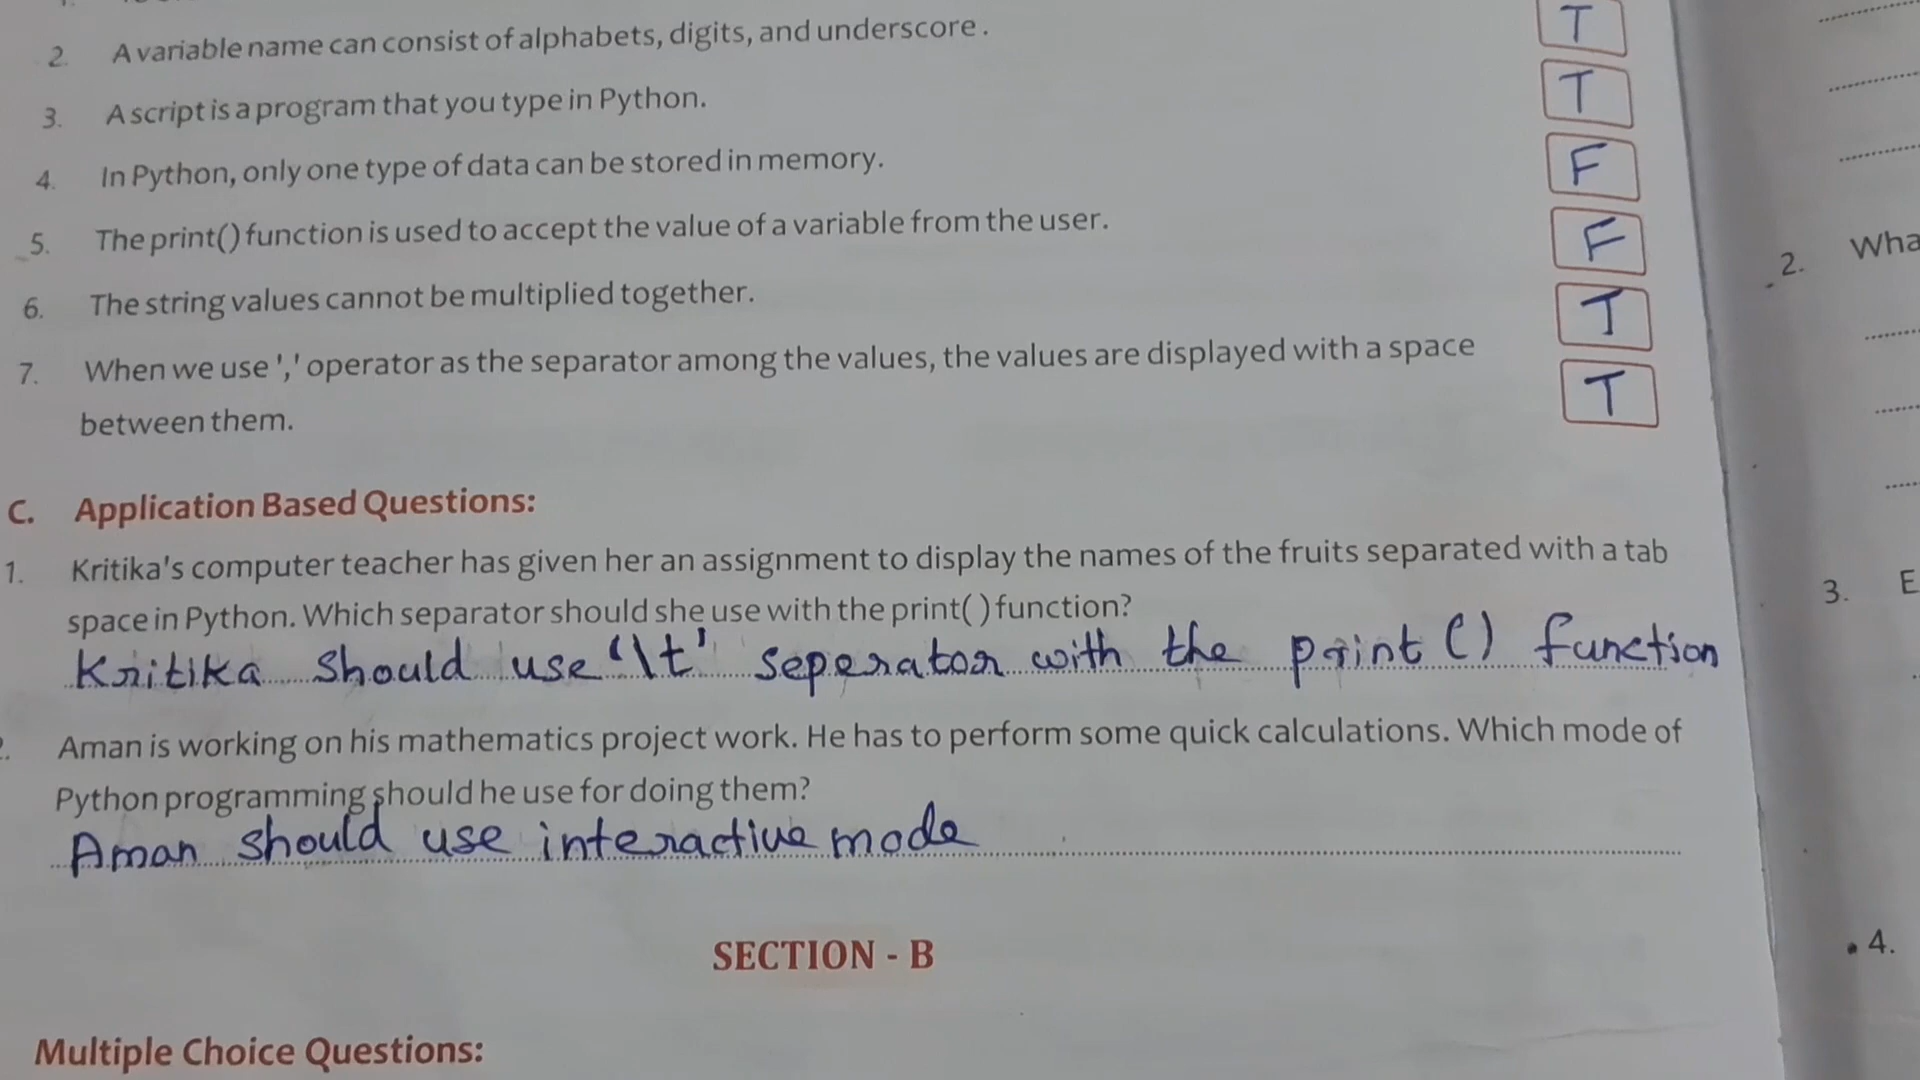 2. A variable name can consist of alphabets, digits, and underscore. T
3. A script is a program that you type in Python. T
4. In Python, only one type of data can be stored in memory. F
5. The print() function is used to accept the value of a variable from the user. F
6. The string values cannot be multiplied together. T
7. When we use ',' operator as the separator among the values, the values are displayed with a space T
between them.
C. Application Based Questions:
1. Kritika's computer teacher has given her an assignment to display the names of the fruits separated with a tab
space in Python. Which separator should she use with the print( ) function?
Kritika should use '\t' seperator with the print () function
2. Aman is working on his mathematics project work. He has to perform some quick calculations. Which mode of
Python programming should he use for doing them?
Aman should use interactive mode
SECTION - B
Multiple Choice Questions:
2. Wha
3. E
4.